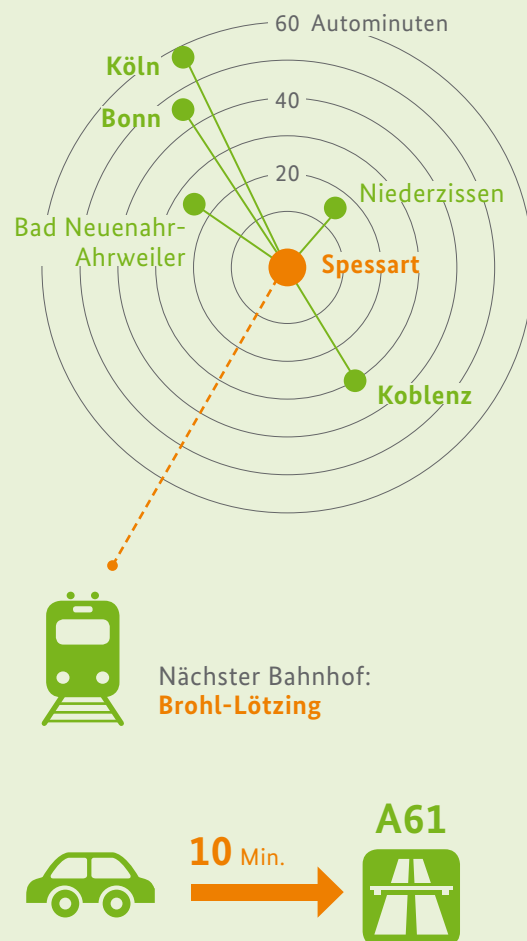 60 Autominuten
Köln
Bonn
40
20
Niederzissen
Bad Neuenahr-
Ahrweiler
Spessart
Koblenz
Nächster Bahnhof:
Brohl-Lötzing
A61
10 Min.